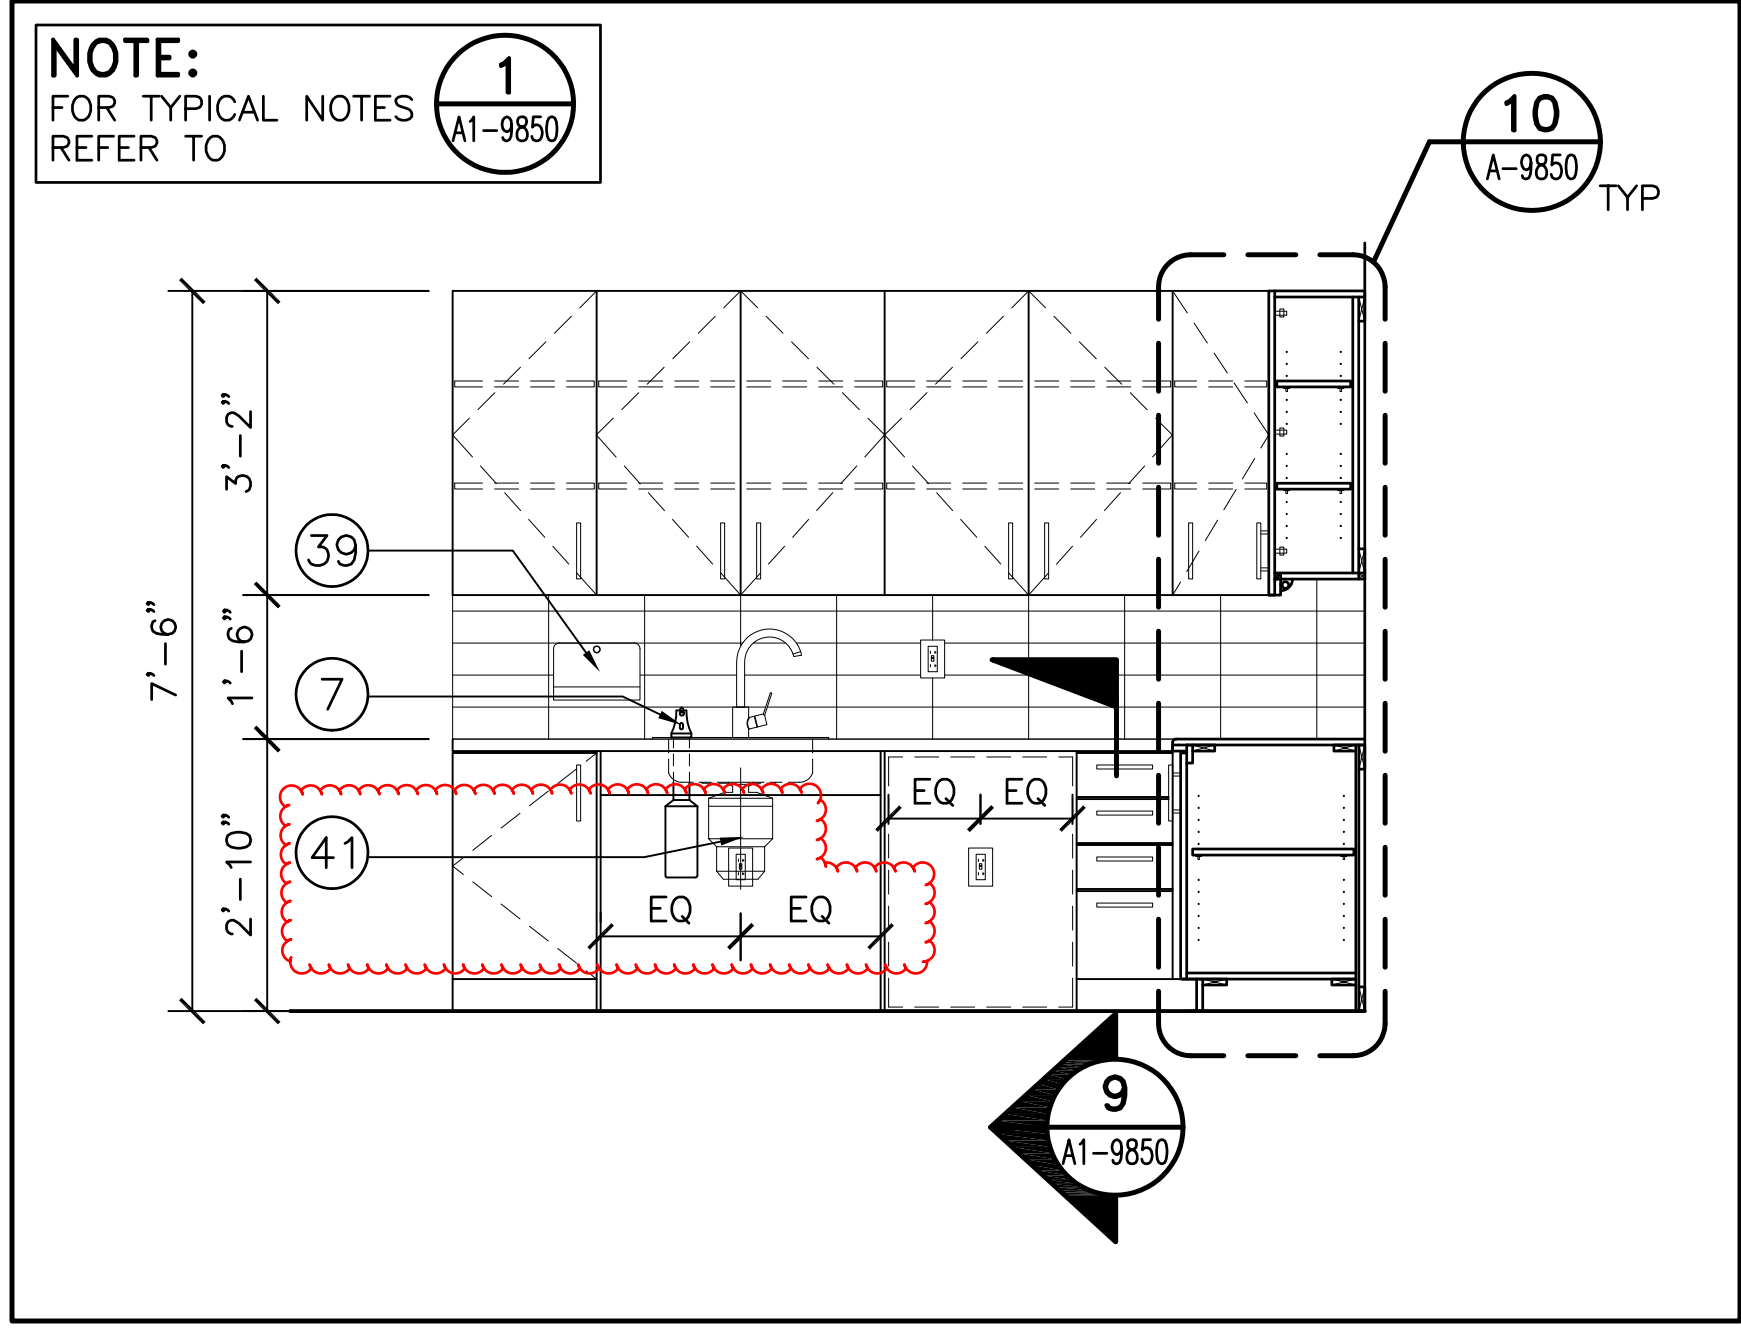 NOTE:
FOR TYPICAL NOTES
REFER TO
1
A1-9850
10
A-9850
TYP
3'-2"
39
7'-6"
1'-6"
7
EQ EQ
2'-10"
41
EQ EQ
9
A1-9850